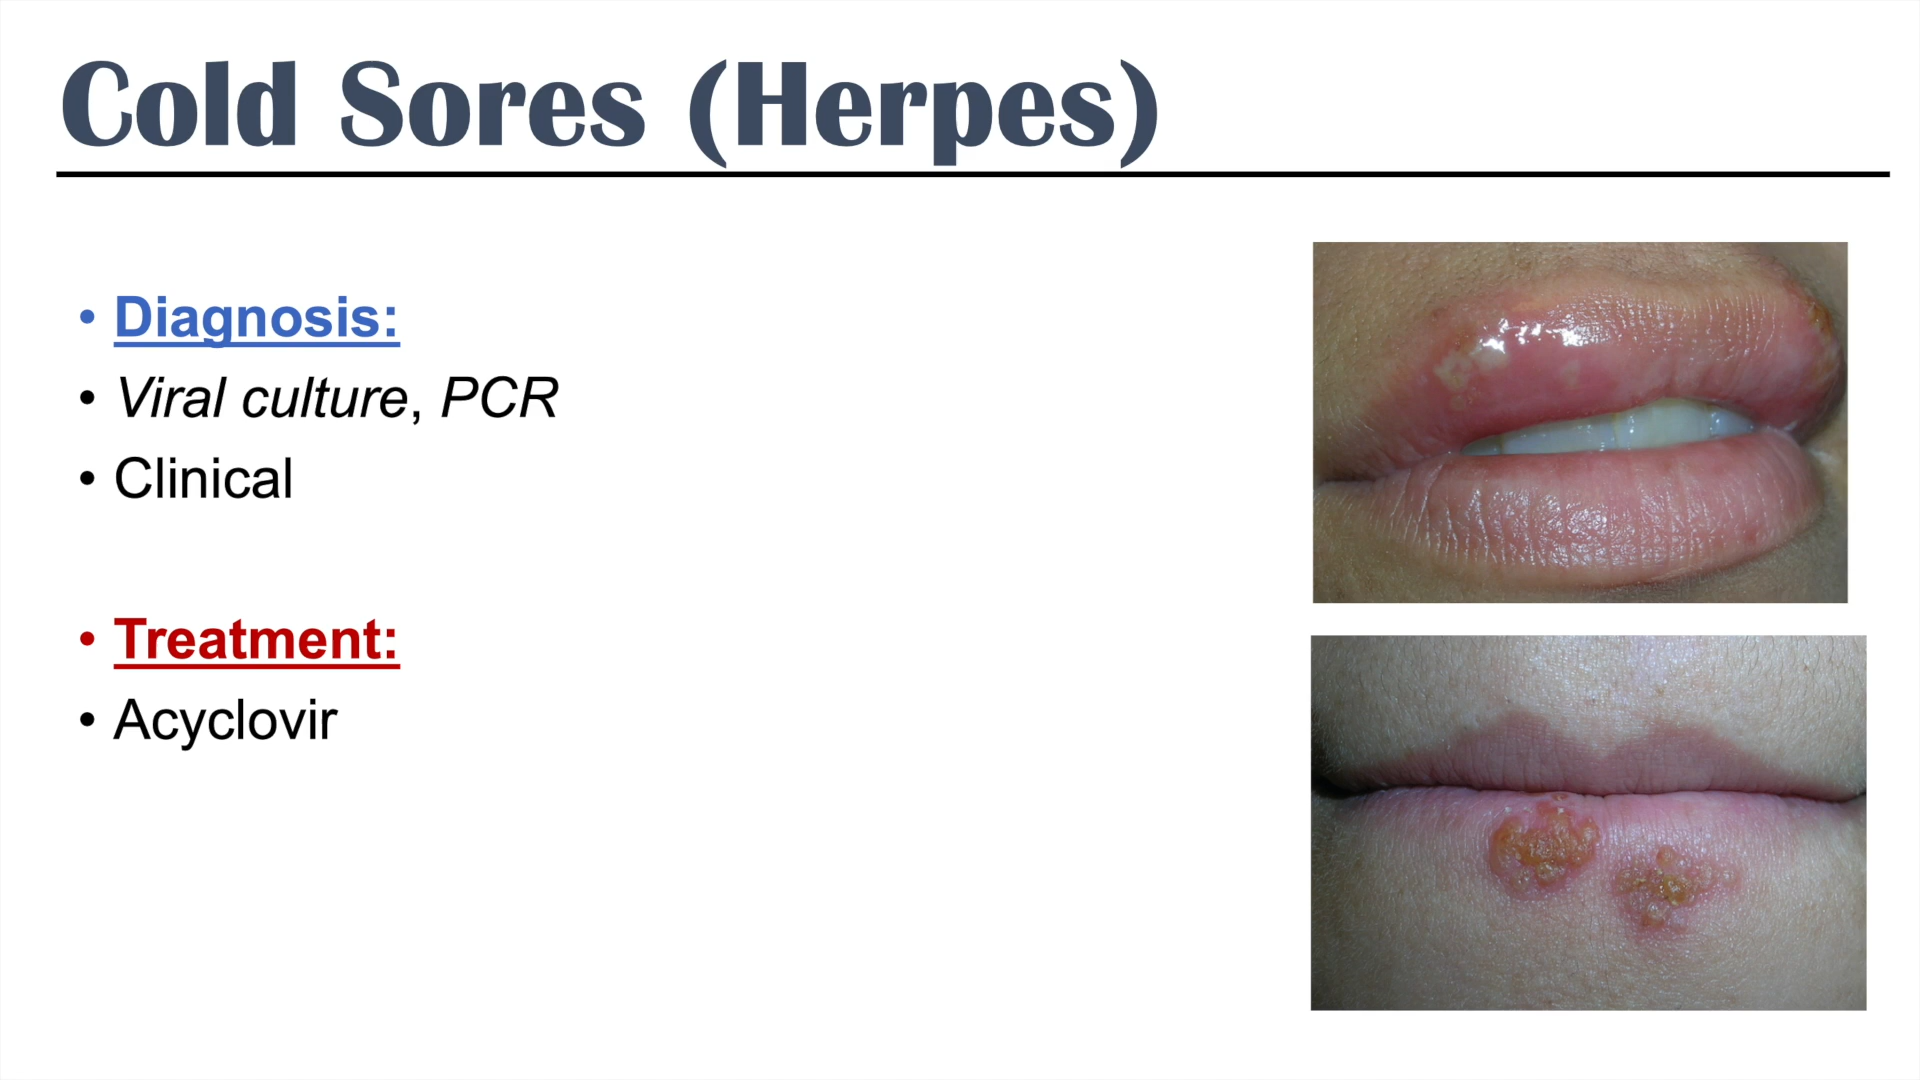 Cold Sores (Herpes)
• Diagnosis:
• Viral culture, PCR
• Clinical
• Treatment:
• Acyclovir